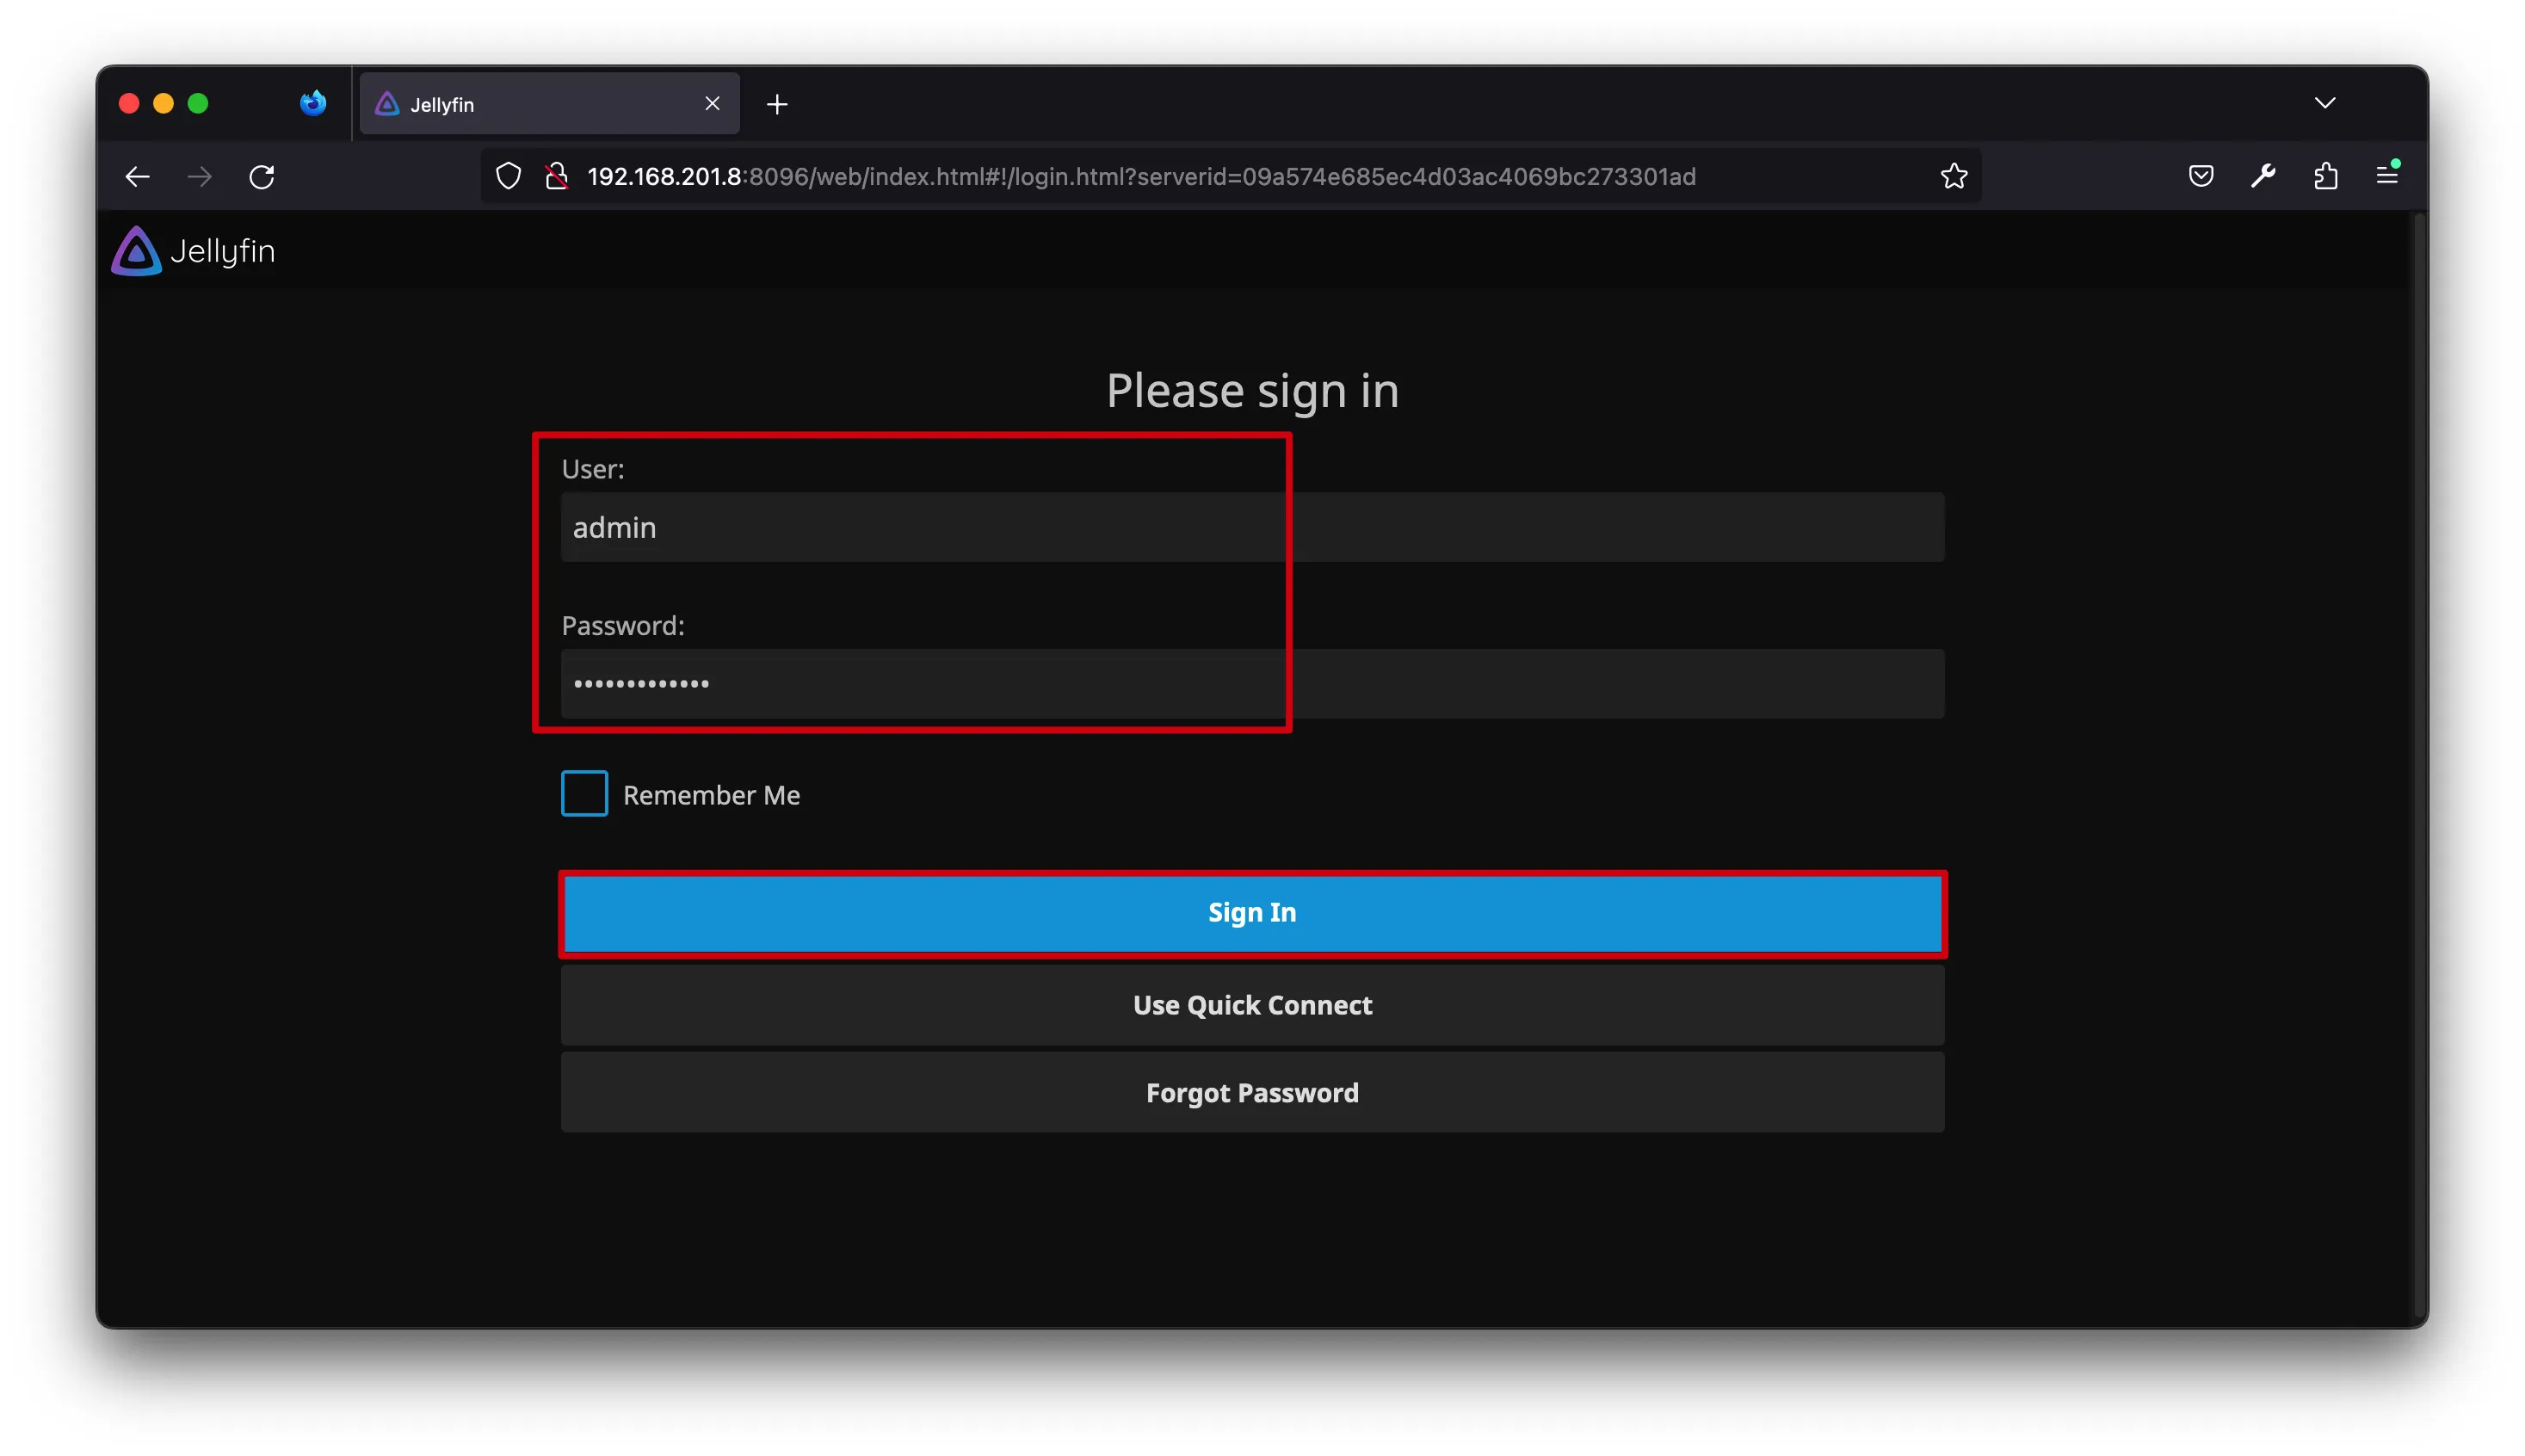 Jellyfin
192.168.201.8:8096/web/index.html#!/login.html?serverid=09a574e685ec4d03ac4069bc273301ad
Jellyfin
Please sign in
User:
admin
Password:
•••••••••••••
Remember Me
Sign In
Use Quick Connect
Forgot Password